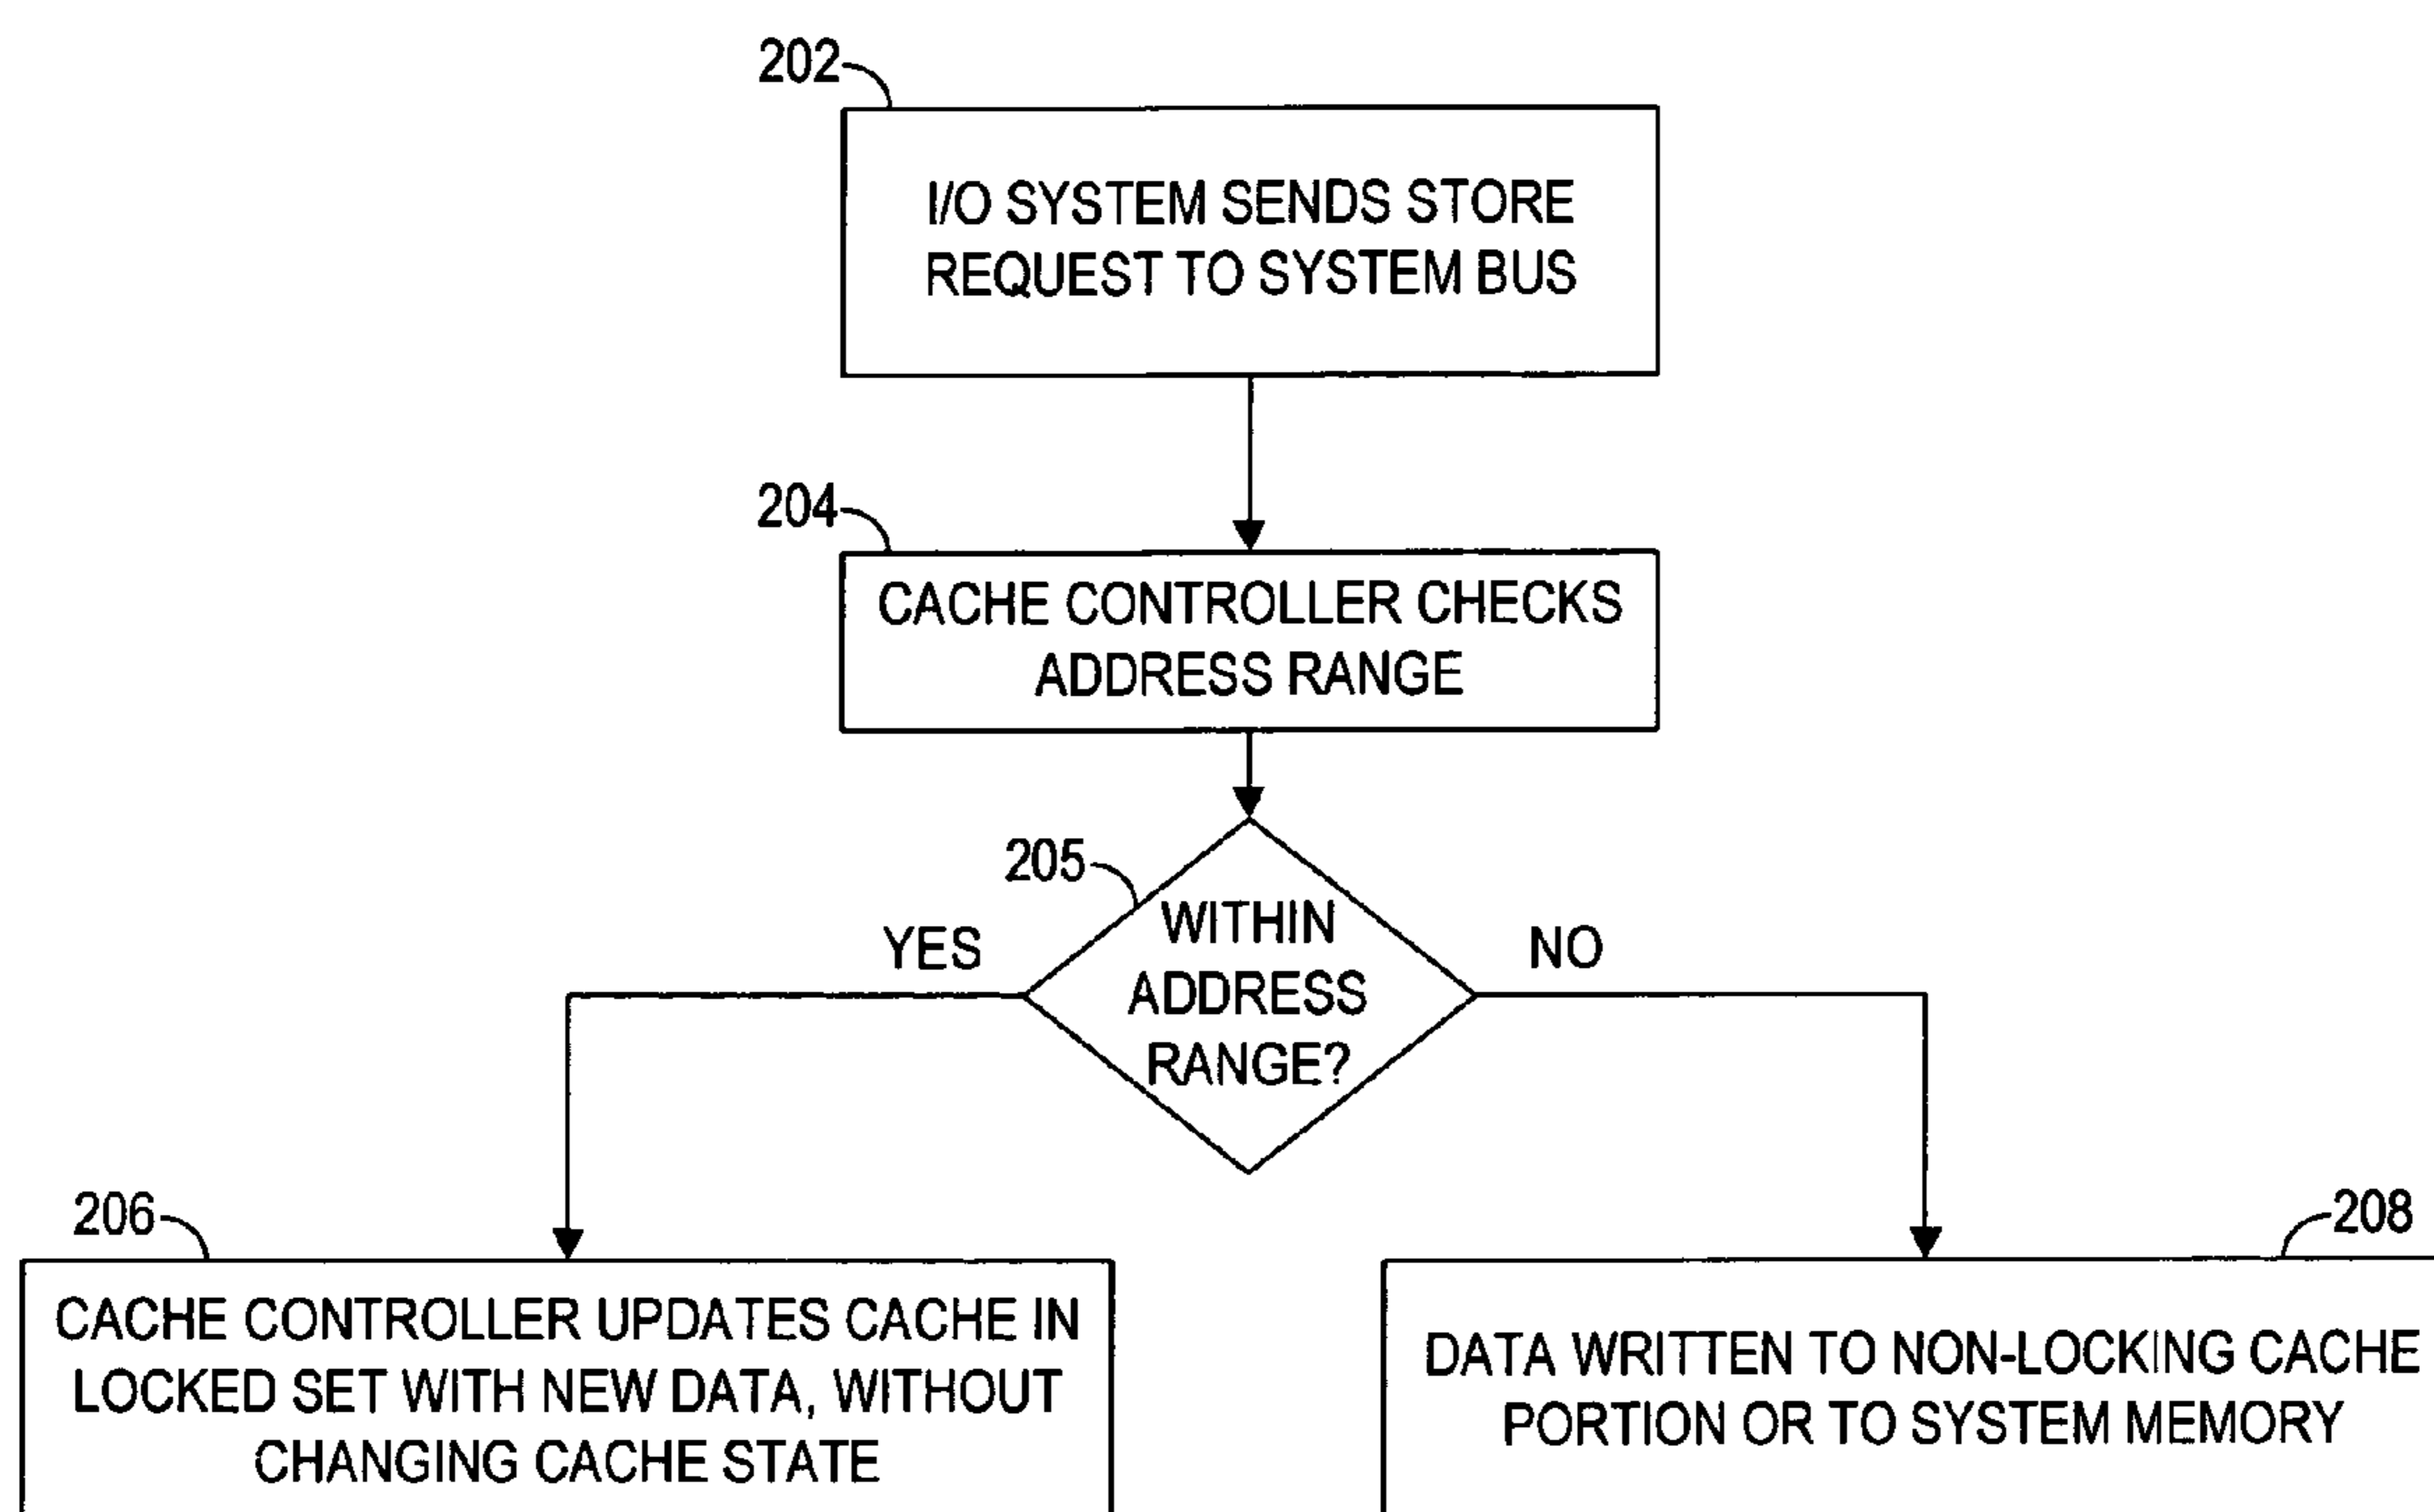 202
I/O SYSTEM SENDS STORE
REQUEST TO SYSTEM BUS
204
CACHE CONTROLLER CHECKS
ADDRESS RANGE
205
WITHIN
ADDRESS
RANGE?
YES
NO
206
CACHE CONTROLLER UPDATES CACHE IN
LOCKED SET WITH NEW DATA, WITHOUT
CHANGING CACHE STATE
208
DATA WRITTEN TO NON-LOCKING CACHE
PORTION OR TO SYSTEM MEMORY